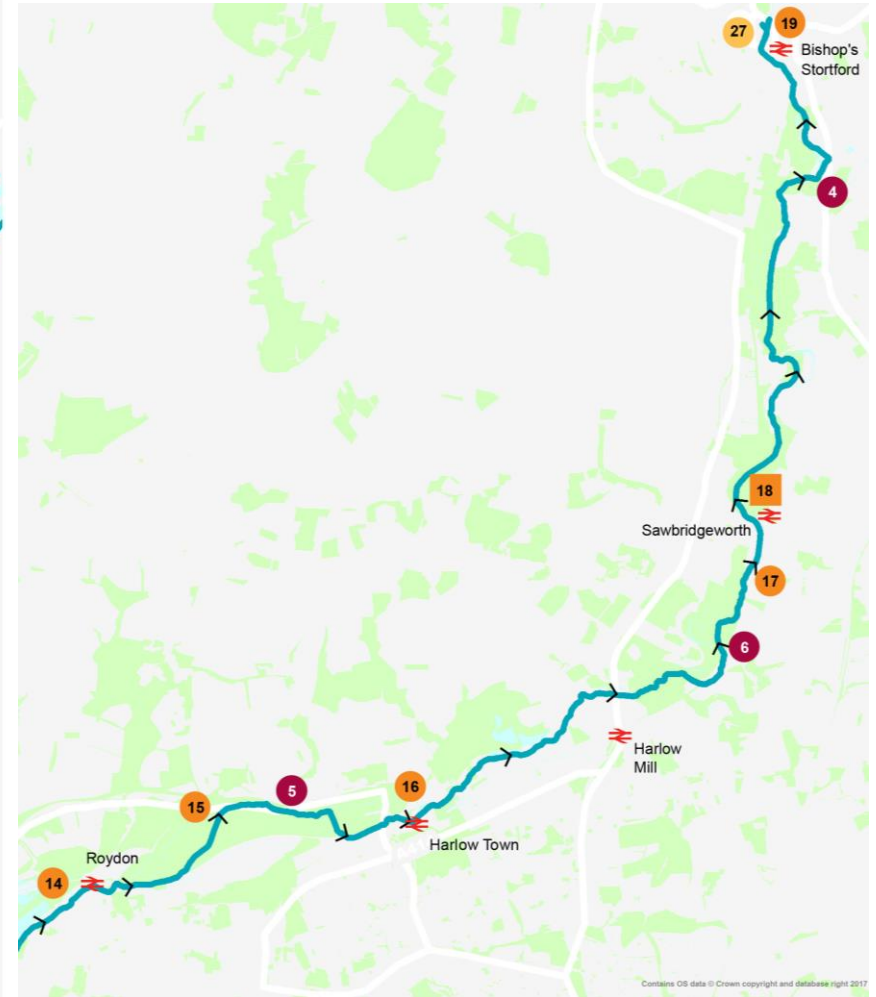 27
19
Bishop's
Stortford
4
18
Sawbridgeworth
17
6
Harlow
Mill
16
5
15
Harlow Town
Roydon
14
Contains OS data © Crown copyright and database right 2017